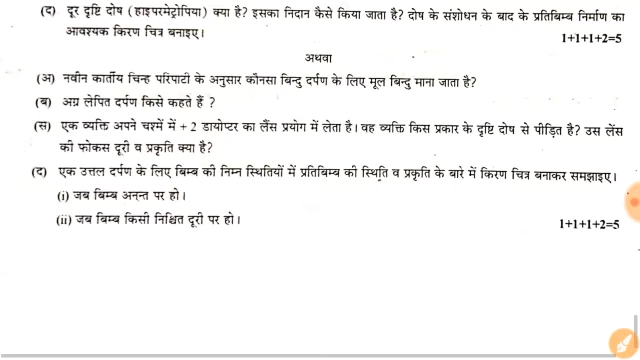 (द) दूर दृष्टि दोष (हाइपरमेट्रोपिया) क्या है? इसका निदान कैसे किया जाता है? दोष के संशोधन के बाद के प्रतिबिम्ब निर्माण का
आवश्यक किरण चित्र बनाइए।
1+1+1+2=5
अथवा
(अ) नवीन कार्तीय चिन्ह परिपाटी के अनुसार कौनसा बिन्दु दर्पण के लिए मूल बिन्दु माना जाता है?
(ब) अग्र लेपित दर्पण किसे कहते हैं ?
(स) एक व्यक्ति अपने चश्में में + 2 डायोप्टर का लैंस प्रयोग में लेता है। वह व्यक्ति किस प्रकार के दृष्टि दोष से पीड़ित है? उस लेंस
की फोकस दूरी व प्रकृति क्या है?
(द) एक उत्तल दर्पण के लिए बिम्ब की निम्न स्थितियों में प्रतिबिम्ब की स्थिति व प्रकृति के बारे में किरण चित्र बनाकर समझाइए।
(i) जब बिम्ब अनन्त पर हो।
(ii) जब बिम्ब किसी निश्चित दूरी पर हो।
1+1+1+2=5